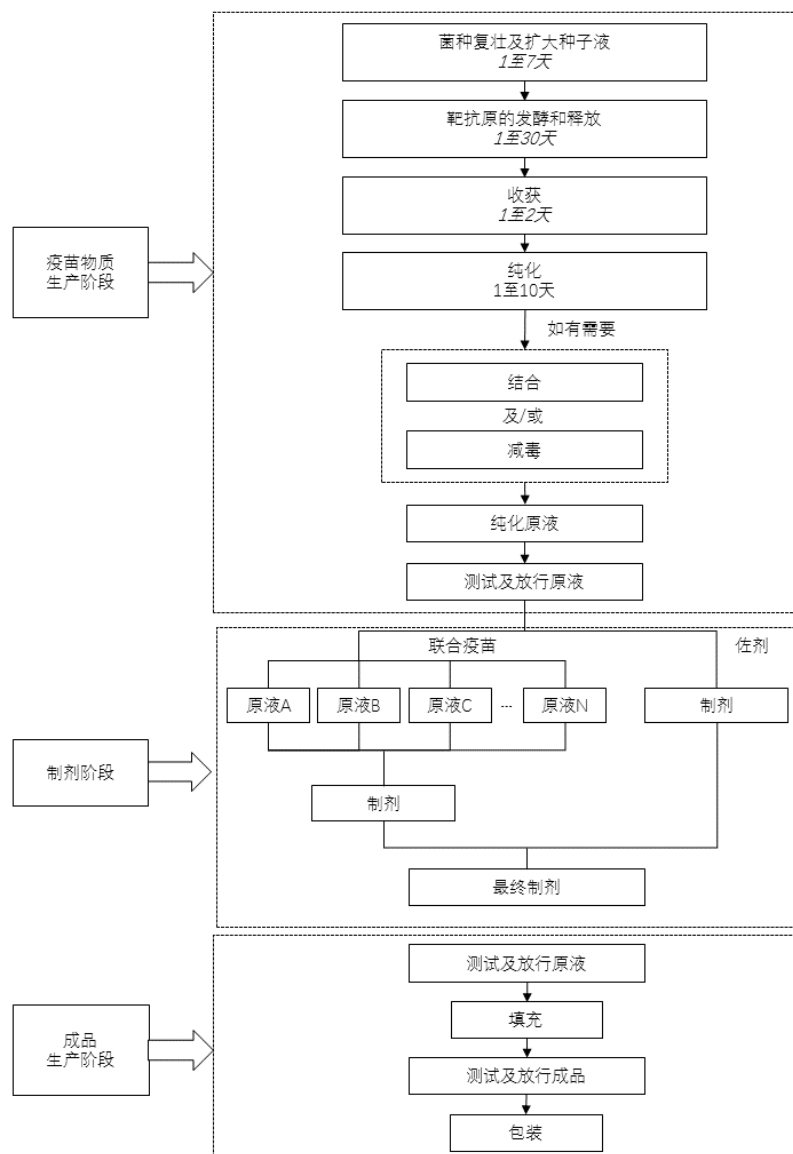 菌种复壮及扩大种子液
1至7天
靶抗原的发酵和释放
1至30天
收获
1至2天
疫苗物质
生产阶段
纯化
1至10天
如有需要
结合
及/或
减毒
纯化原液
测试及放行原液
联合疫苗
佐剂
原液A
原液B
原液C
...
原液N
制剂
制剂阶段
制剂
最终制剂
测试及放行原液
填充
成品
生产阶段
测试及放行成品
包装